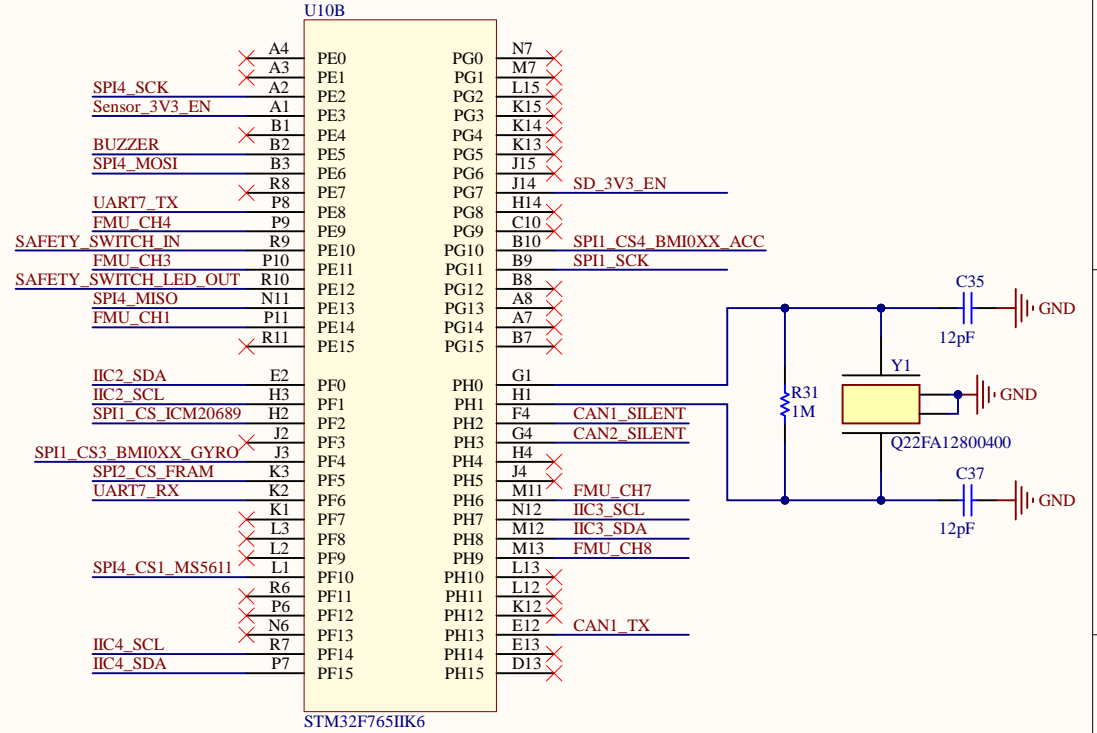 U10B
A4 PE0 PG0 N7
A3 PE1 PG1 M7
SPI4_SCK A2 PE2 PG2 L15
Sensor_3V3_EN A1 PE3 PG3 K15
B1 PE4 PG4 K14
BUZZER B2 PE5 PG5 K13
SPI4_MOSI B3 PE6 PG6 J15
R8 PE7 PG7 J14 SD_3V3_EN
UART7_TX P8 PE8 PG8 H14
FMU_CH4 P9 PE9 PG9 C10
SAFETY_SWITCH_IN R9 PE10 PG10 B10 SPI1_CS4_BMI0XX_ACC
FMU_CH3 P10 PE11 PG11 B9 SPI1_SCK
SAFETY_SWITCH_LED_OUT R10 PE12 PG12 B8
SPI4_MISO N11 PE13 PG13 A8
FMU_CH1 P11 PE14 PG14 A7
R11 PE15 PG15 B7
IIC2_SDA E2 PF0 PH0 G1
IIC2_SCL H3 PF1 PH1 H1
SPI1_CS_ICM20689 H2 PF2 PH2 F4 CAN1_SILENT
J2 PF3 PH3 G4 CAN2_SILENT
SPI1_CS3_BMI0XX_GYRO J3 PF4 PH4 H4
SPI2_CS_FRAM K3 PF5 PH5 J4
UART7_RX K2 PF6 PH6 M11 FMU_CH7
K1 PF7 PH7 N12 IIC3_SCL
L3 PF8 PH8 M12 IIC3_SDA
L2 PF9 PH9 M13 FMU_CH8
SPI4_CS1_MS5611 L1 PF10 PH10 L13
R6 PF11 PH11 L12
P6 PF12 PH12 K12
N6 PF13 PH13 E12 CAN1_TX
IIC4_SCL R7 PF14 PH14 E13
IIC4_SDA P7 PF15 PH15 D13
STM32F765IIK6
C35
GND
12pF
Y1
R31
1M
GND
Q22FA12800400
C37
GND
12pF